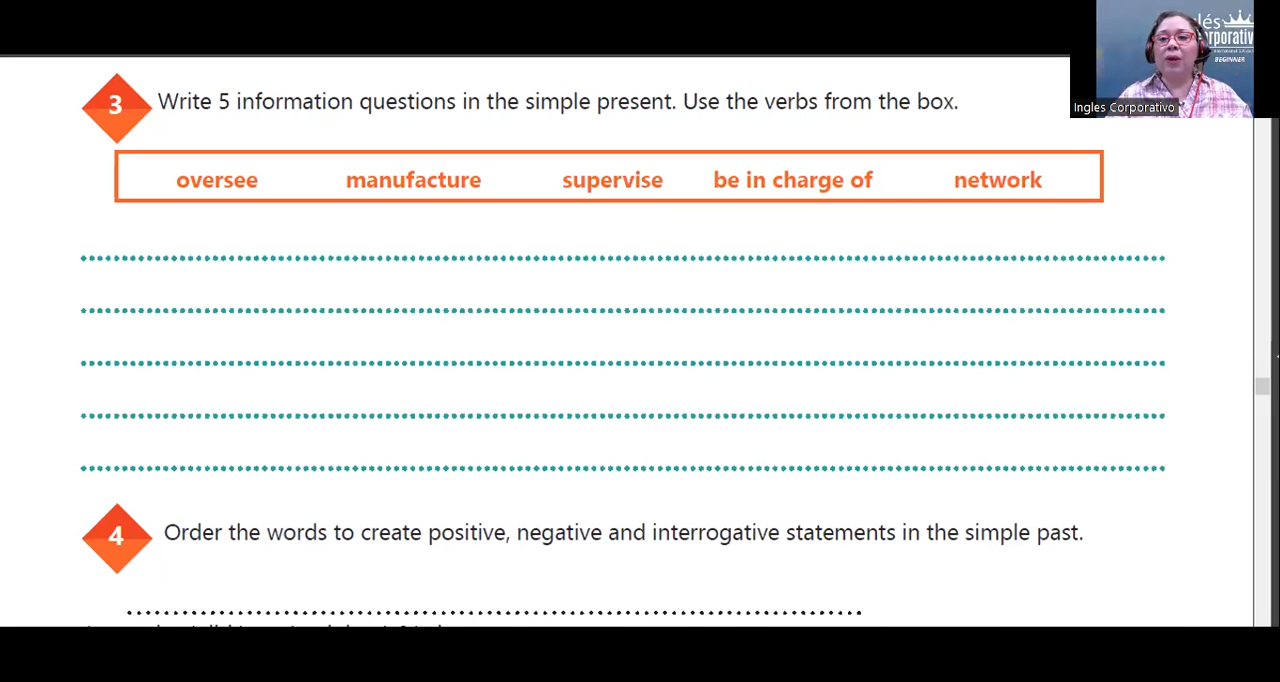 3 Write 5 information questions in the simple present. Use the verbs from the box.
oversee manufacture supervise be in charge of network
4 Order the words to create positive, negative and interrogative statements in the simple past.
BEGINNER
Ingles Corporativo